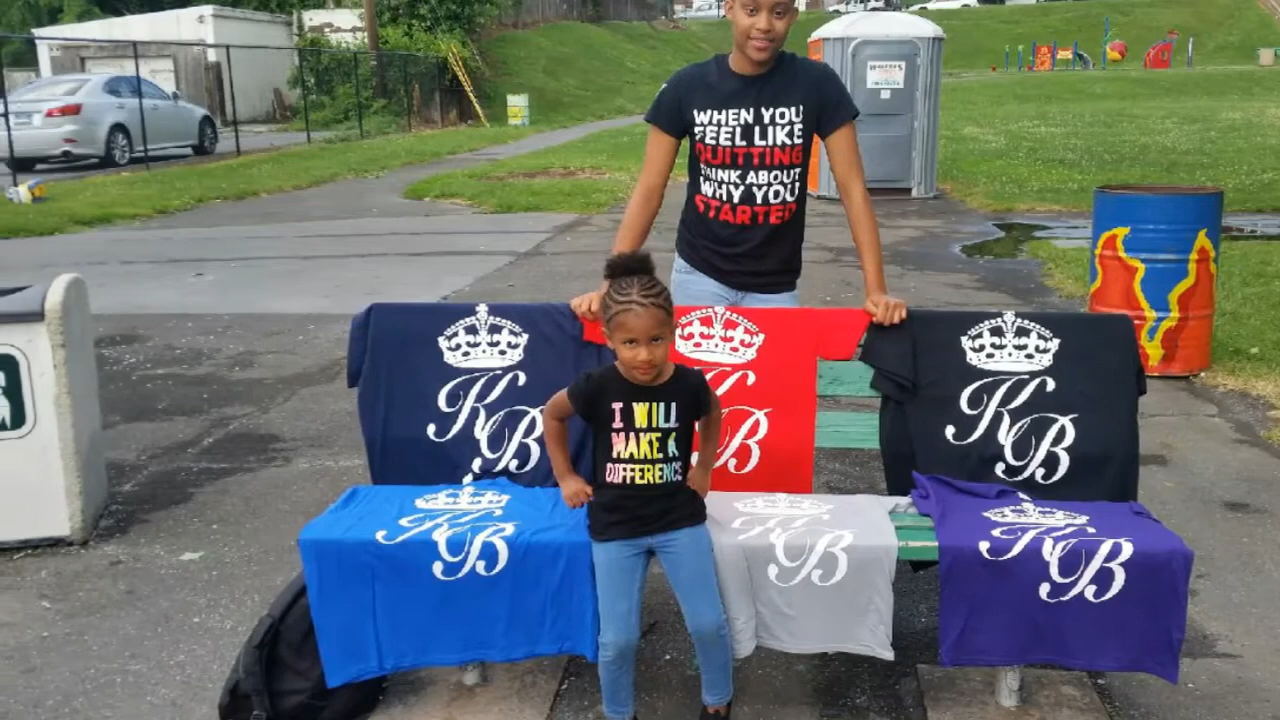 WHEN YOU
FEEL LIKE
QUITTING
THINK ABOUT
WHY YOU
STARTED
I WILL
MAKE A
DIFFERENCE
KB
KB
KB
KB
KB
KB